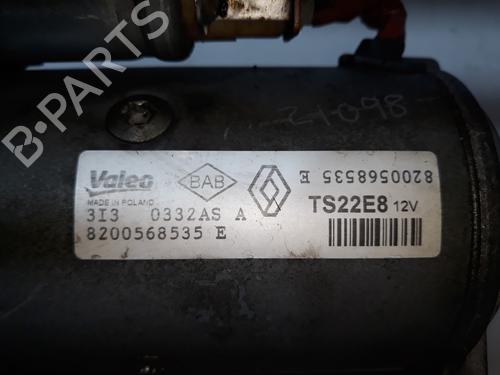 21098
Valeo
BAB
8200568535 E
MADE IN POLAND
TS22E8 12V
3I3 0332AS A
8200568535 E
B-PARTS